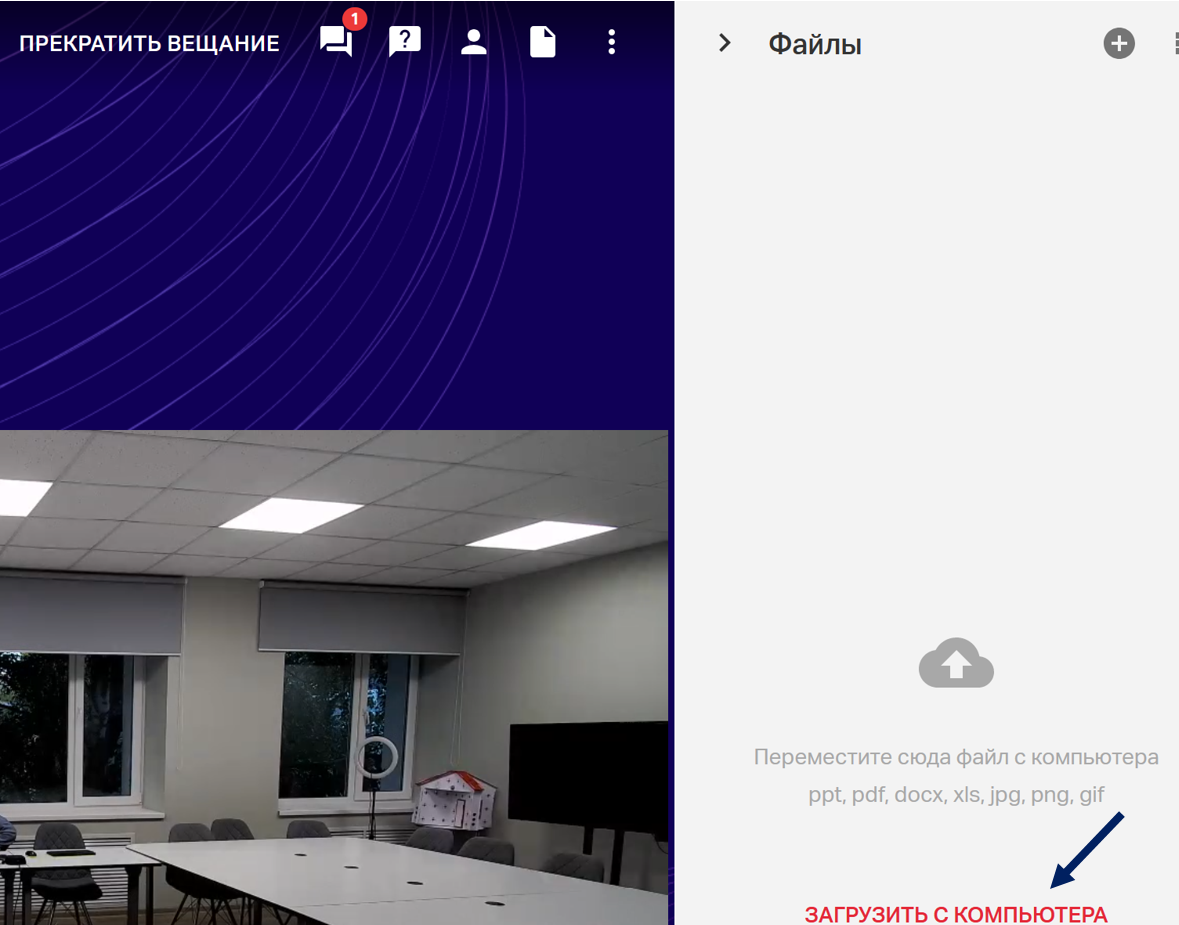 ПРЕКРАТИТЬ ВЕЩАНИЕ
1
?
Файлы
Переместите сюда файл с компьютера
ppt, pdf, docx, xls, jpg, png, gif
ЗАГРУЗИТЬ С КОМПЬЮТЕРА